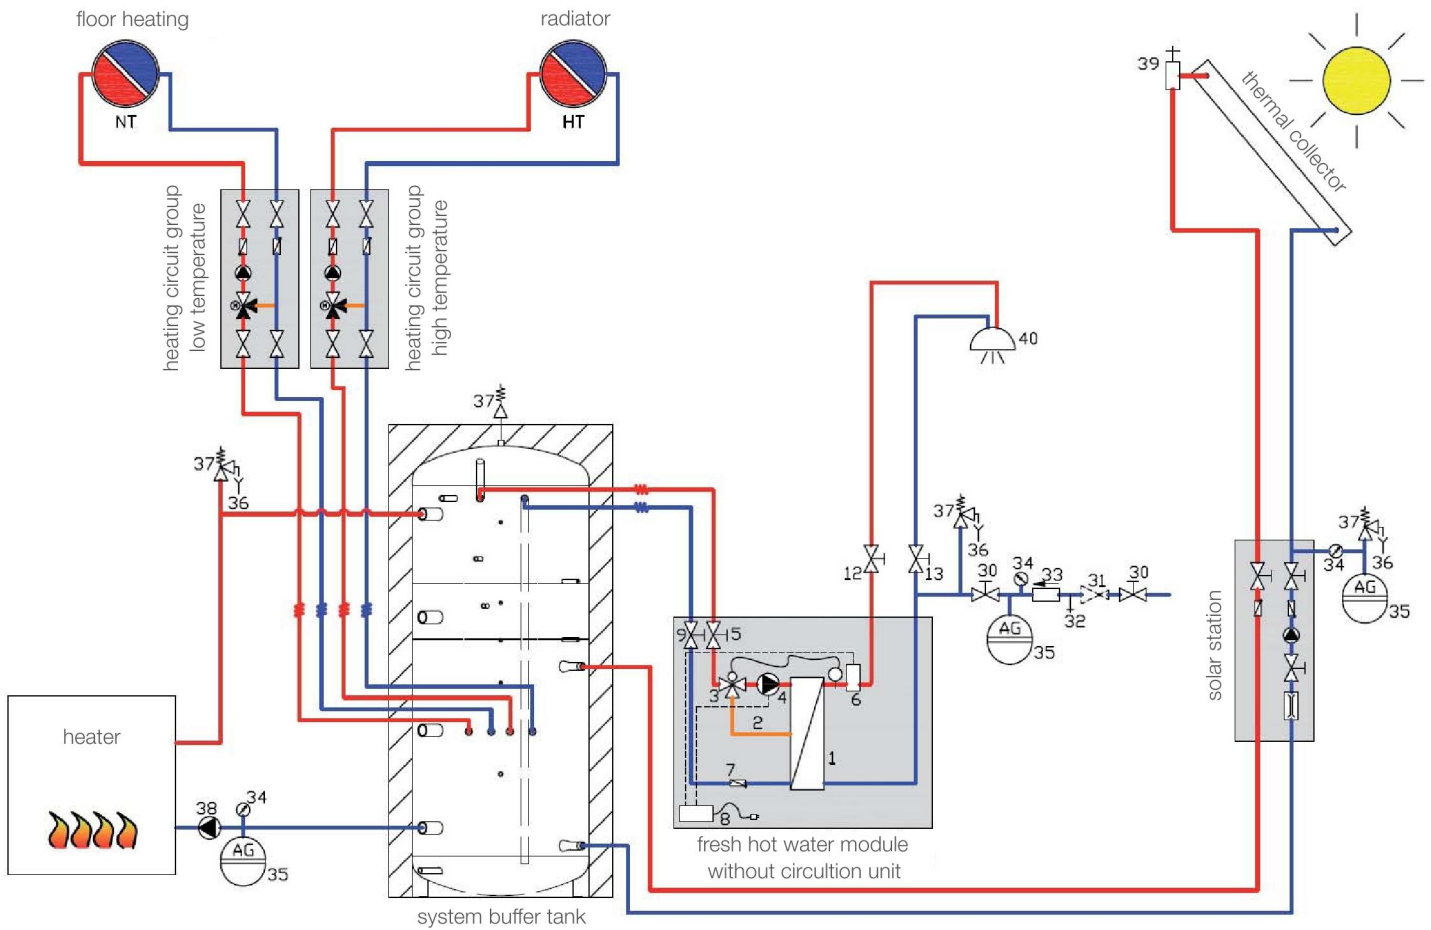 floor heating
radiator
NT
HT
39
thermal collector
heating circuit group
low temperature
heating circuit group
high temperature
M
M
40
37
37
36
12
13
37
36
30
34
33
31
30
32
AG
35
37
34
36
AG
35
solar station
9
5
3
4
6
2
1
7
8
heater
38
34
AG
35
fresh hot water module
without circultion unit
system buffer tank